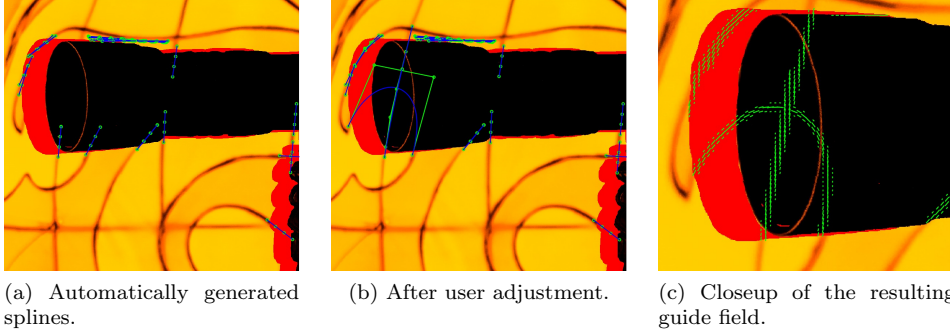 (a) Automatically generated
splines.
(b) After user adjustment.
(c) Closeup of the resulting
guide field.